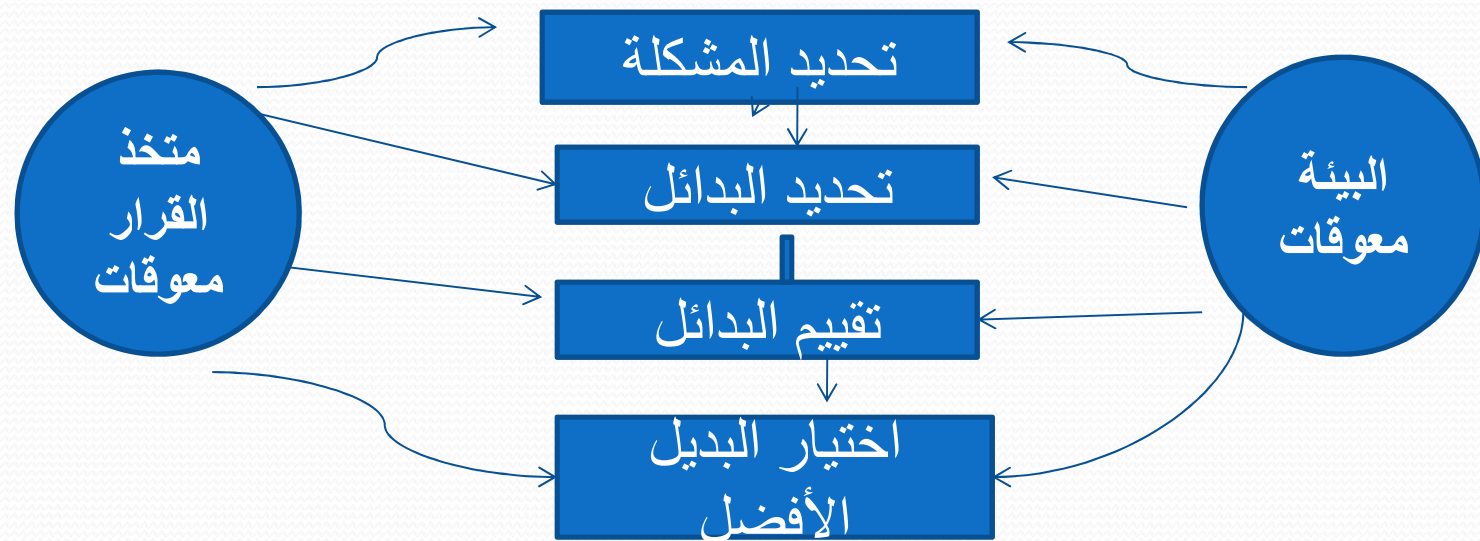 تحديد المشكلة
تحديد البدائل
تقييم البدائل
اختيار البديل
الأفضل
البيئة
معوقات
متخذ
القرار
معوقات